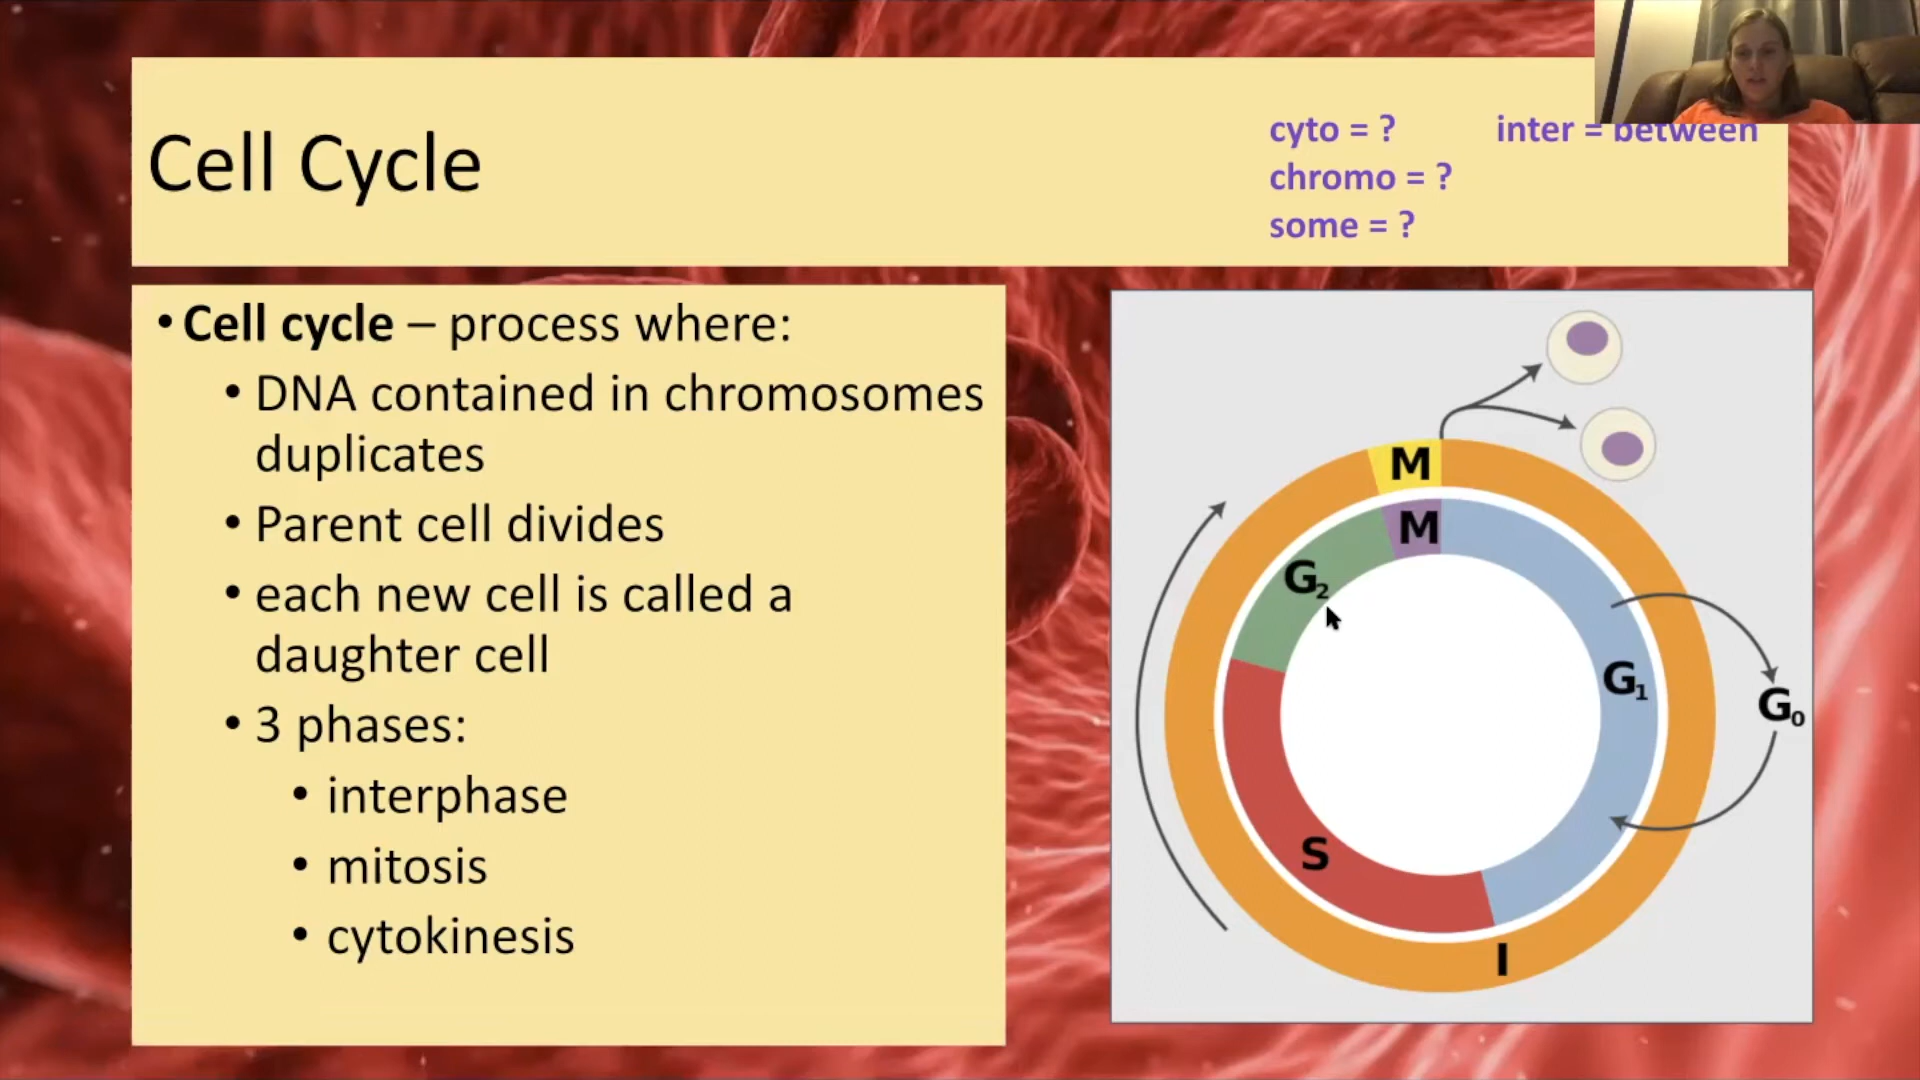 Cell Cycle
cyto = ?
inter = between
chromo = ?
some = ?
• Cell cycle – process where:
• DNA contained in chromosomes
duplicates
• Parent cell divides
• each new cell is called a
daughter cell
• 3 phases:
• interphase
• mitosis
• cytokinesis
M
M
G2
G1
G0
S
I